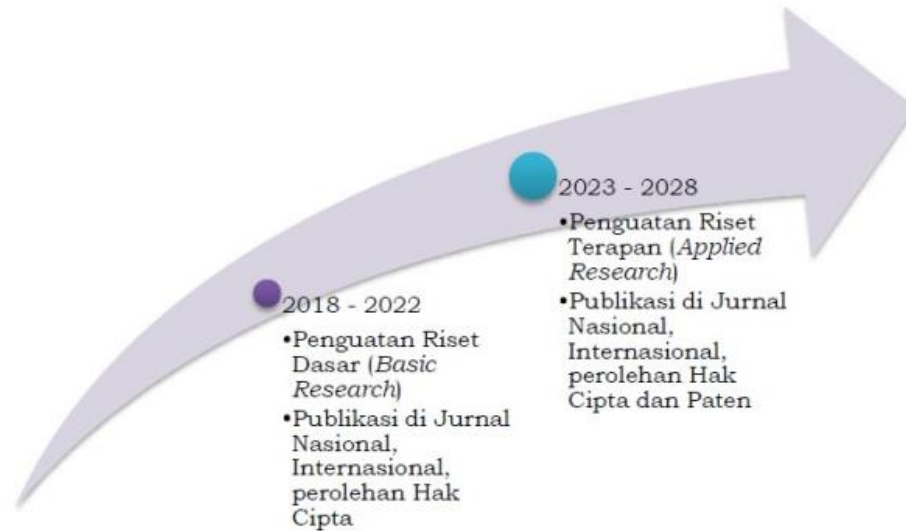 2018 - 2022
•Penguatan Riset
Dasar (Basic
Research)
•Publikasi di Jurnal
Nasional,
Internasional,
perolehan Hak
Cipta
2023 - 2028
•Penguatan Riset
Terapan (Applied
Research)
•Publikasi di Jurnal
Nasional,
Internasional,
perolehan Hak
Cipta dan Paten